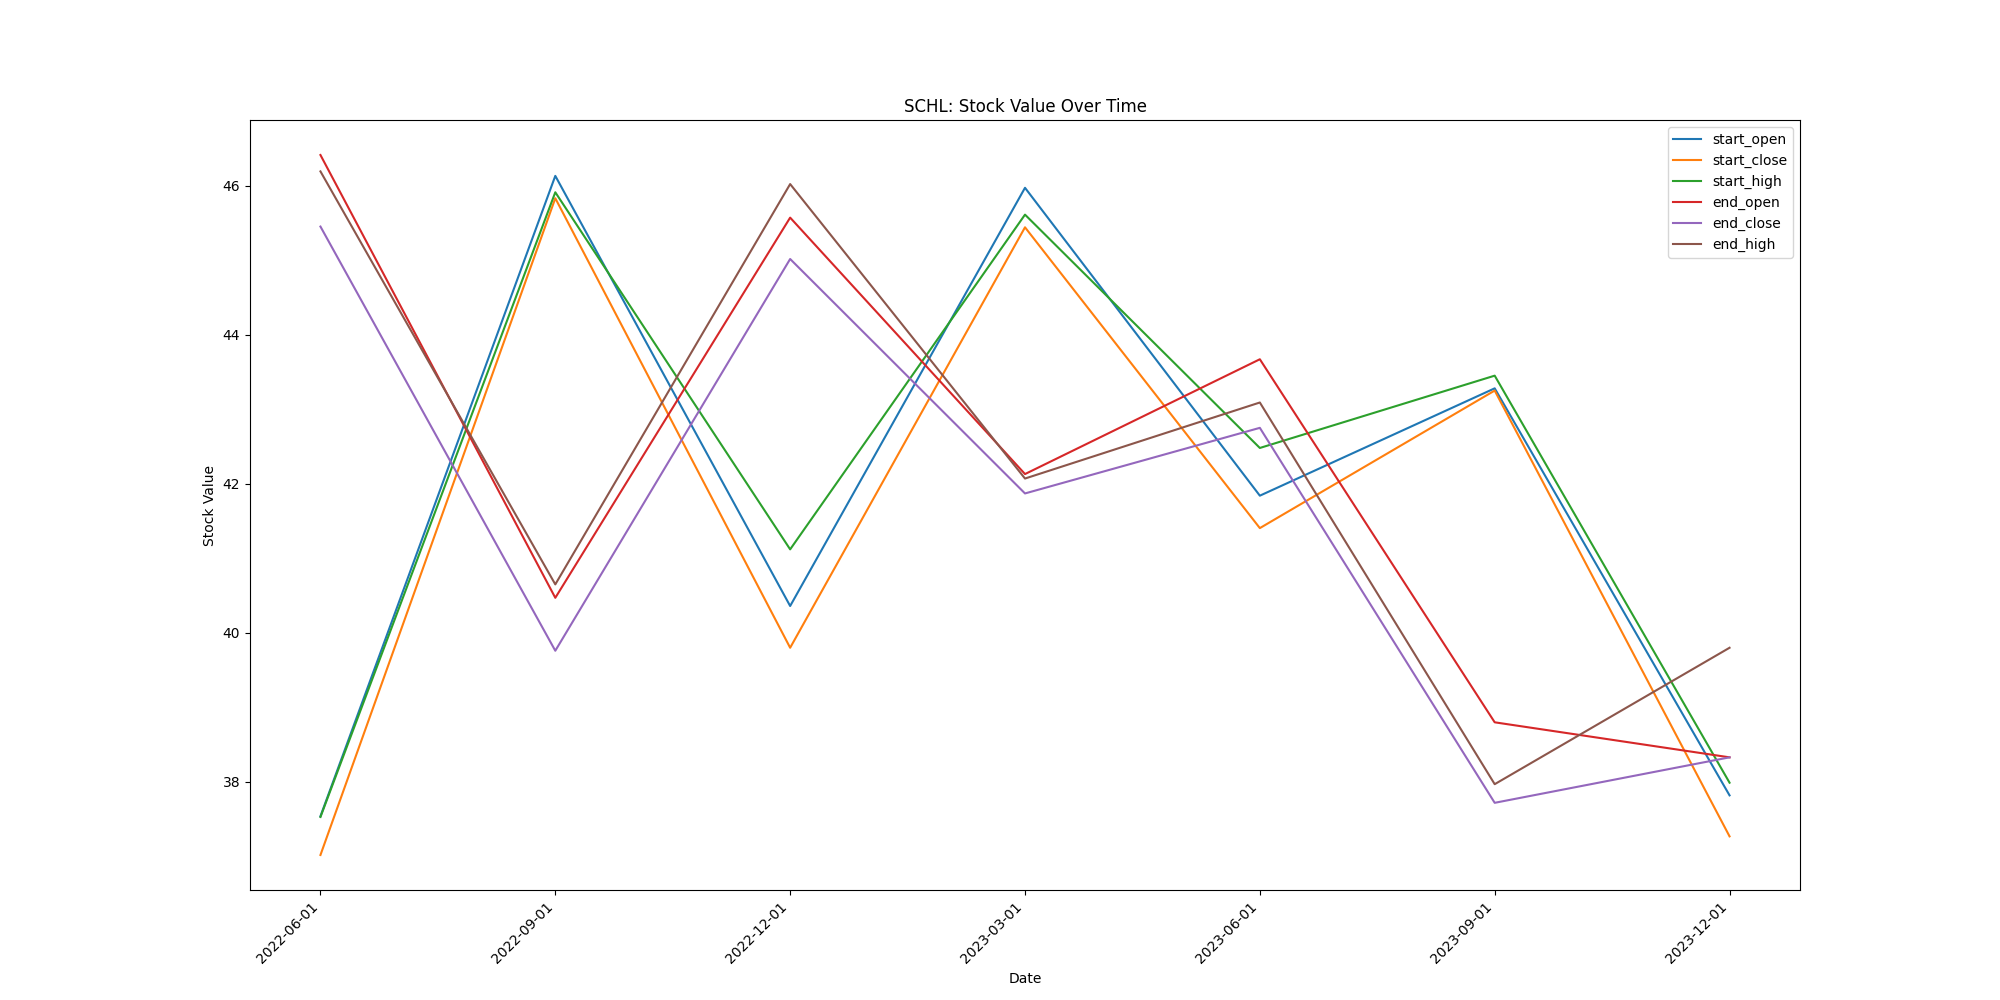 SCHL: Stock Value Over Time
start_open
start_close
start_high
end_open
end_close
end_high
46
44
42
40
38
Stock Value
2022-06-01
2022-09-01
2022-12-01
2023-03-01
2023-06-01
2023-09-01
2023-12-01
Date